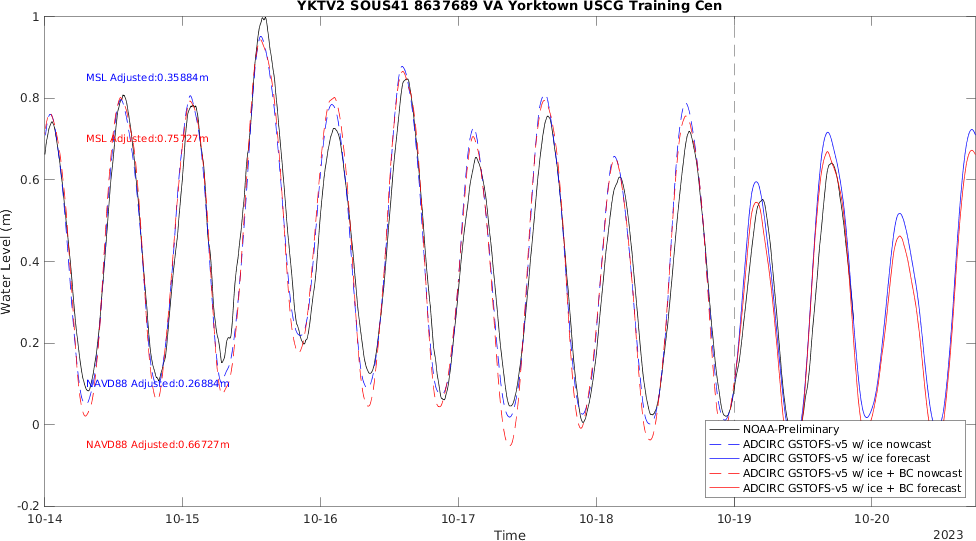 YKTV2 SOUS41 8637689 VA Yorktown USCG Training Cen
1
0.8
0.6
0.4
0.2
0
-0.2
Water Level (m)
MSL Adjusted:0.35884m
MSL Adjusted:0.75727m
NAVD88 Adjusted:0.26884m
NAVD88 Adjusted:0.66727m
NOAA-Preliminary
ADCIRC GSTOFS-v5 w/ ice nowcast
ADCIRC GSTOFS-v5 w/ ice forecast
ADCIRC GSTOFS-v5 w/ ice + BC nowcast
ADCIRC GSTOFS-v5 w/ ice + BC forecast
10-14 10-15 10-16 10-17 10-18 10-19 10-20
Time
2023